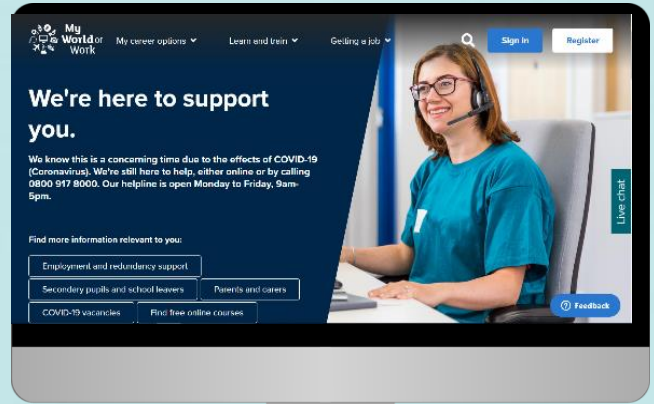 My
World of
Work
My career options
Learn and train
Getting a job
Sign in
Register
We're here to support
you.
We know this is a concerning time due to the effects of COVID-19
(Coronavirus). We're still here to help, either online or by calling
0800 917 8000. Our helpline is open Monday to Friday, 9am-
5pm.
Live chat
Find more information relevant to you:
Employment and redundancy support
Secondary pupils and school leavers
Parents and carers
COVID-19 vacancies
Find free online courses
Feedback